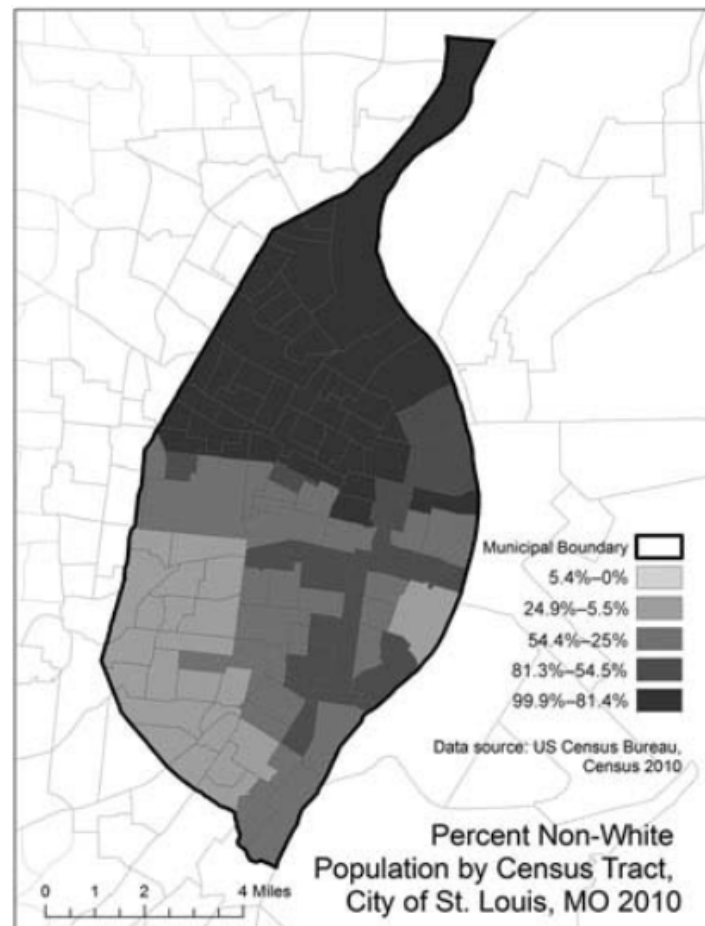 Municipal Boundary
5.4%–0%
24.9%–5.5%
54.4%–25%
81.3%–54.5%
99.9%–81.4%
Data source: US Census Bureau,
Census 2010
Percent Non-White
Population by Census Tract,
City of St. Louis, MO 2010
0 1 2 4 Miles